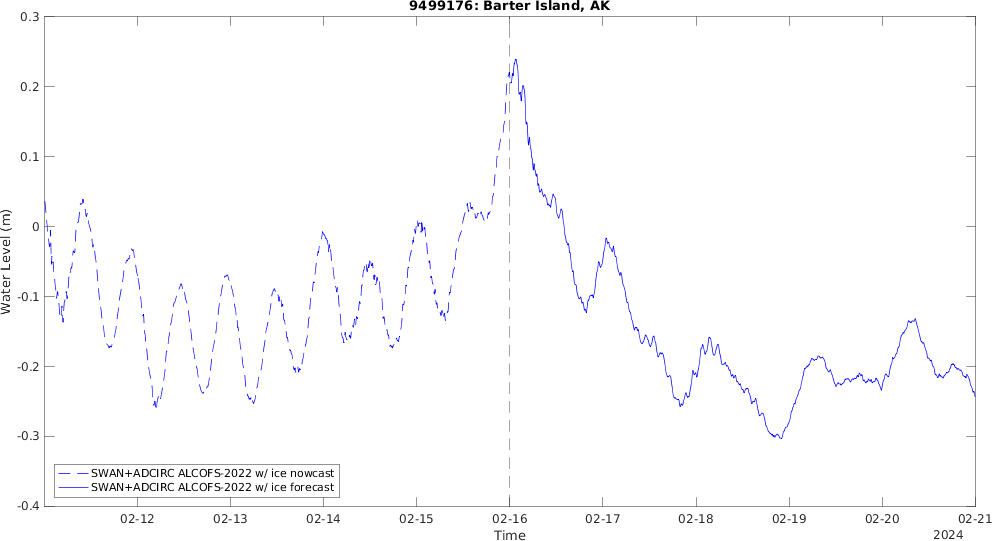 9499176: Barter Island, AK
0.3
0.2
0.1
0
-0.1
-0.2
-0.3
-0.4
Water Level (m)
SWAN+ADCIRC ALCOFS-2022 w/ ice nowcast
SWAN+ADCIRC ALCOFS-2022 w/ ice forecast
02-12 02-13 02-14 02-15 02-16 02-17 02-18 02-19 02-20 02-21
Time
2024